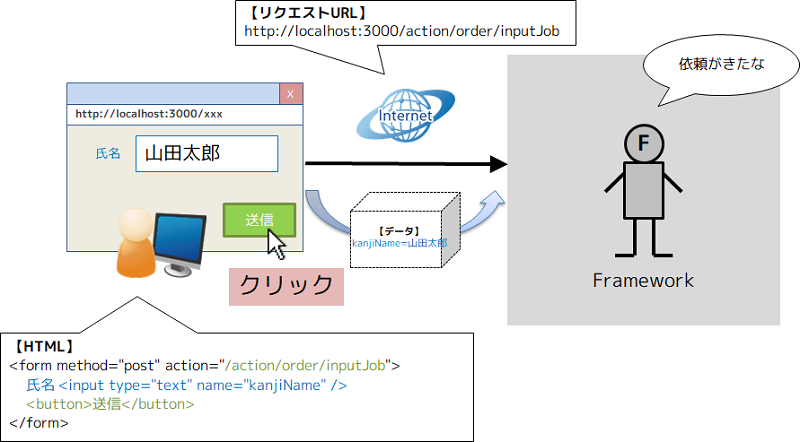 【リクエストURL】
http://localhost:3000/action/order/inputJob
依頼がきたな
X
http://localhost:3000/xxx
Internet
氏名
山田太郎
F
送信
【データ】
kanjiName=山田太郎
クリック
Framework
【HTML】
<form method="post" action="/action/order/inputJob">
氏名 <input type="text" name="kanjiName" />
<button>送信</button>
</form>